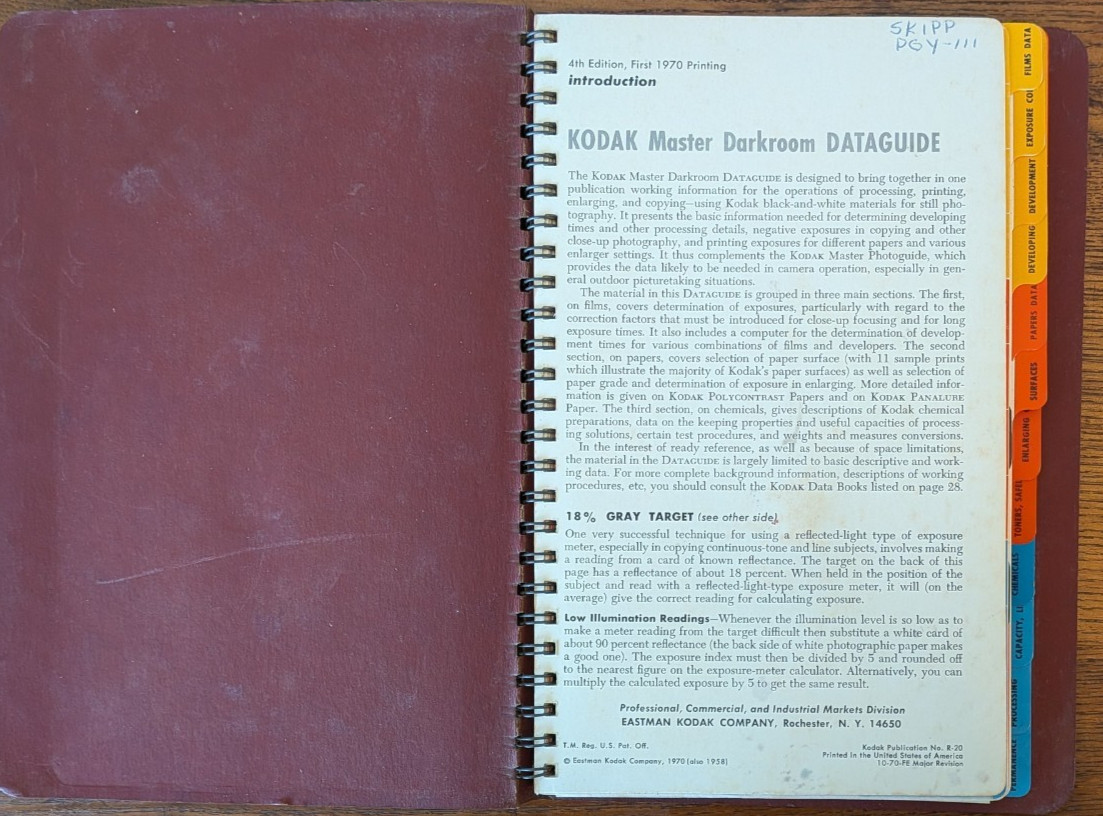 SKIPP
PGY-111
4th Edition, First 1970 Printing
introduction
KODAK Master Darkroom DATAGUIDE
The KODAK Master Darkroom DATAGUIDE is designed to bring together in one
publication working information for the operations of processing, printing,
enlarging, and copying—using Kodak black-and-white materials for still pho-
tography. It presents the basic information needed for determining developing
times and other processing details, negative exposures in copying and other
close-up photography, and printing exposures for different papers and various
enlarger settings. It thus complements the KODAK Master Photoguide, which
provides the data likely to be needed in camera operation, especially in gen-
eral outdoor picturetaking situations.
The material in this DATAGUIDE is grouped in three main sections. The first,
on films, covers determination of exposures, particularly with regard to the
correction factors that must be introduced for close-up focusing and for long
exposure times. It also includes a computer for the determination of develop-
ment times for various combinations of films and developers. The second
section, on papers, covers selection of paper surface (with 11 sample prints
which illustrate the majority of Kodak's paper surfaces) as well as selection of
paper grade and determination of exposure in enlarging. More detailed infor-
mation is given on KODAK POLYCONTRAST Papers and on KODAK PANALURE
Paper. The third section, on chemicals, gives descriptions of Kodak chemical
preparations, data on the keeping properties and useful capacities of process-
ing solutions, certain test procedures, and weights and measures conversions.
In the interest of ready reference, as well as because of space limitations,
the material in the DATAGUIDE is largely limited to basic descriptive and work-
ing data. For more complete background information, descriptions of working
procedures, etc, you should consult the KODAK Data Books listed on page 28.
18% GRAY TARGET (see other side)
One very successful technique for using a reflected-light type of exposure
meter, especially in copying continuous-tone and line subjects, involves making
a reading from a card of known reflectance. The target on the back of this
page has a reflectance of about 18 percent. When held in the position of the
subject and read with a reflected-light-type exposure meter, it will (on the
average) give the correct reading for calculating exposure.
Low Illumination Readings—Whenever the illumination level is so low as to
make a meter reading from the target difficult then substitute a white card of
about 90 percent reflectance (the back side of white photographic paper makes
a good one). The exposure index must then be divided by 5 and rounded off
to the nearest figure on the exposure-meter calculator. Alternatively, you can
multiply the calculated exposure by 5 to get the same result.
Professional, Commercial, and Industrial Markets Division
EASTMAN KODAK COMPANY, Rochester, N. Y. 14650
T.M. Reg. U.S. Pat. Off.
© Eastman Kodak Company, 1970 (also 1958)
Kodak Publication No. R-20
Printed in the United States of America
10-70-FE Major Revision
FILMS DATA
EXPOSURE CO
DEVELOPMENT
DEVELOPING
PAPERS DATA
SURFACES
ENLARGING
TONERS, SAFE
CHEMICALS
CAPACITY, LI
PROCESSING
PERMANENCE